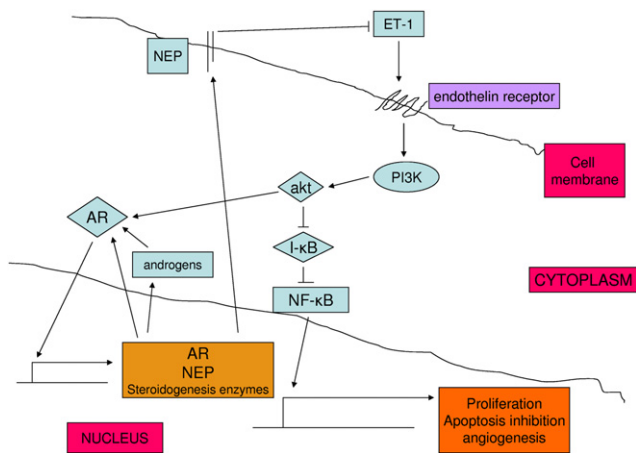 ET-1
NEP
endothelin receptor
Cell
membrane
PI3K
akt
AR
I-κB
androgens
CYTOPLASM
NF-κB
AR
NEP
Steroidogenesis enzymes
Proliferation
Apoptosis inhibition
angiogenesis
NUCLEUS